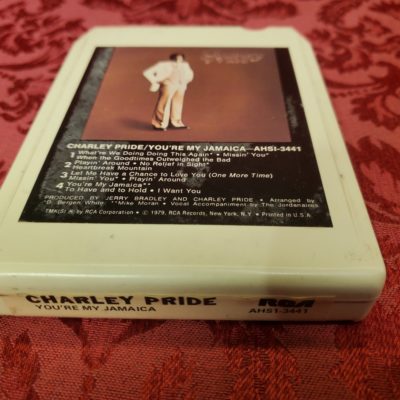 CHARLEY PRIDE/YOU'RE MY JAMAICA—AHSI-3441
1 What're We Doing Doing This Again* • Missin' You*
When the Goodtimes Outweighed the Bad
2 Playin' Around • No Relief in Sight*
Heartbreak Mountain
3 Let Me Have a Chance to Love You (One More Time)
Missin' You* • Playin' Around
4 You're My Jamaica**
To Have and to Hold • I Want You
PRODUCED BY JERRY BRADLEY AND CHARLEY PRIDE • Arranged by
*D. Bergen White **Mike Moran • Vocal Accompaniment by The Jordanaires
TMK(S) ® by RCA Corporation • © 1979, RCA Records, New York, N.Y. • Printed in U.S.A.
CHARLEY PRIDE RCA
YOU'RE MY JAMAICA AHS1-3441